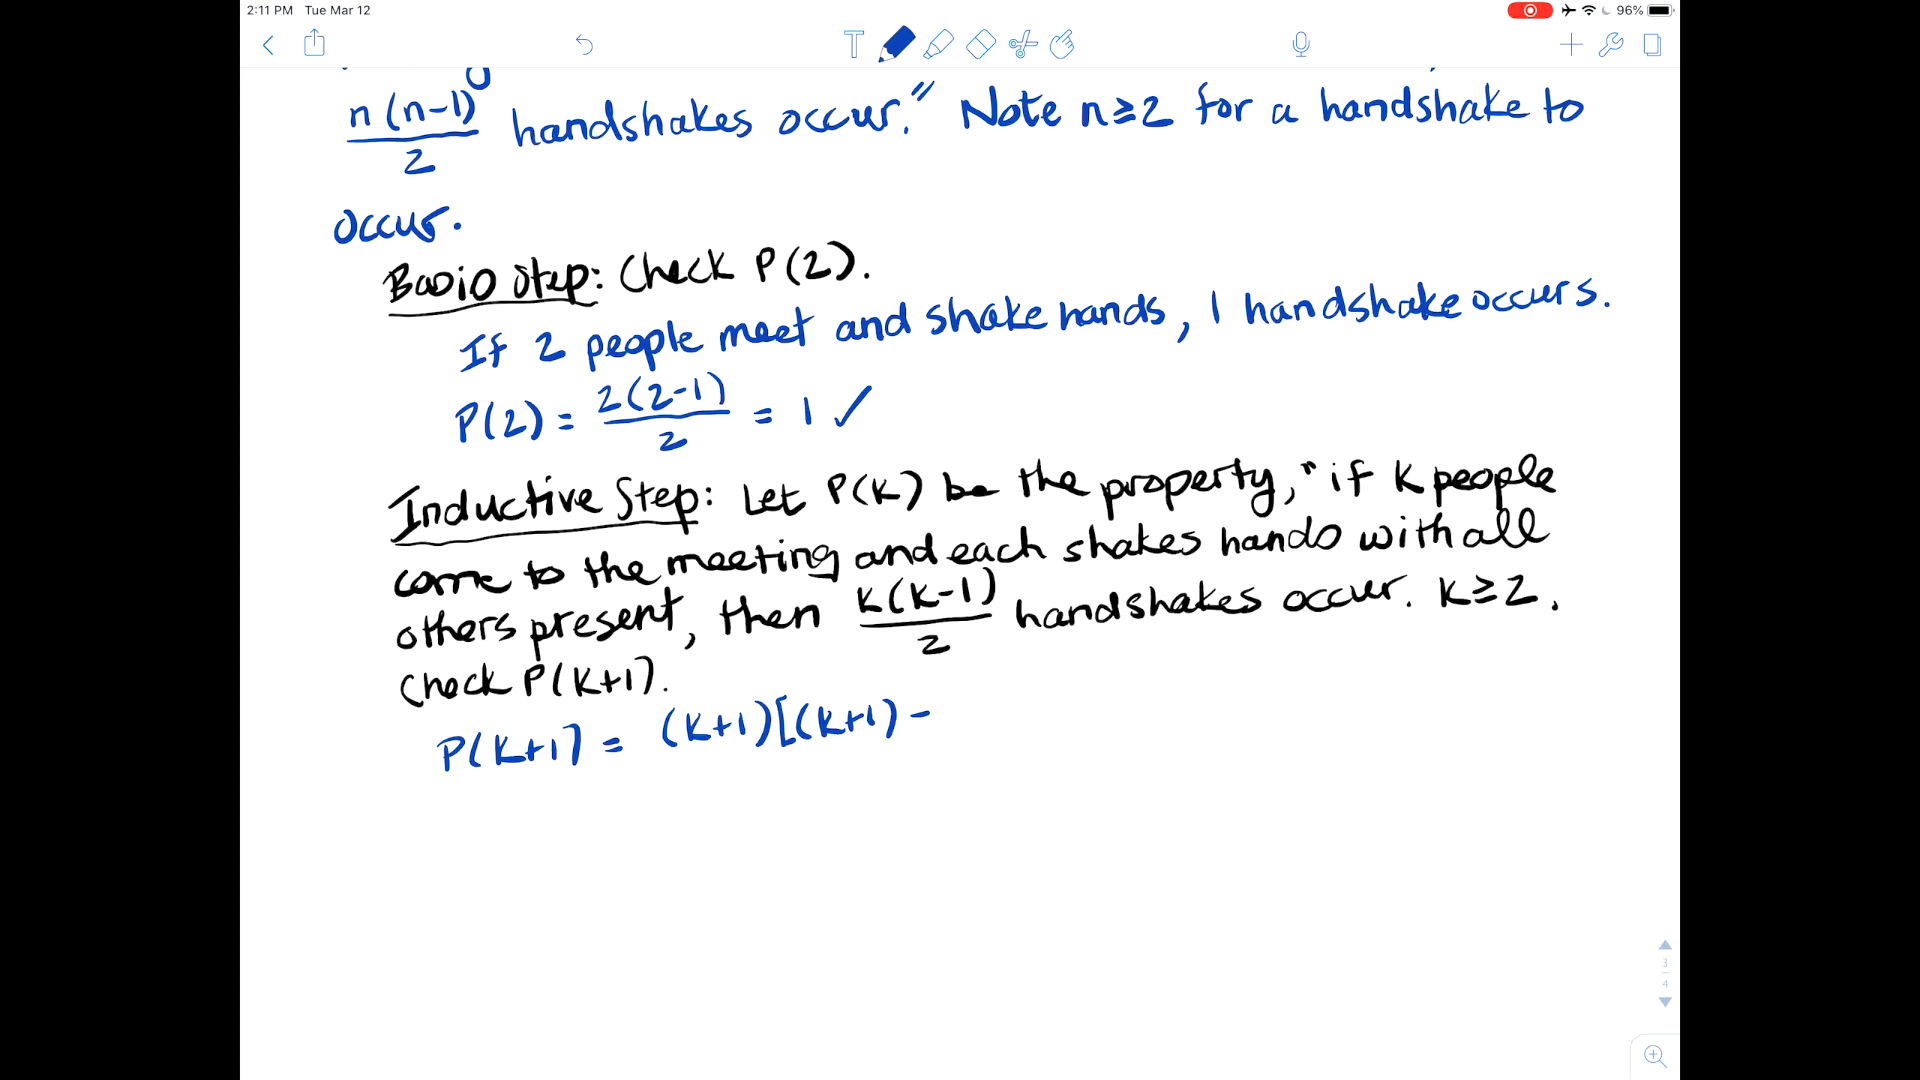 2:11 PM Tue Mar 12
96%
T
n(n-1)/2 handshakes occur." Note n≥2 for a handshake to
occur.
Basic Step: Check P(2).
If 2 people meet and shake hands, 1 handshake occurs.
P(2) = 2(2-1)/2 = 1 ✓
Inductive Step: Let P(k) be the property, "if k people
come to the meeting and each shakes hands with all
others present, then k(k-1)/2 handshakes occur. k≥2.
Check P(k+1).
P(k+1) = (k+1)[(k+1) -
3
4